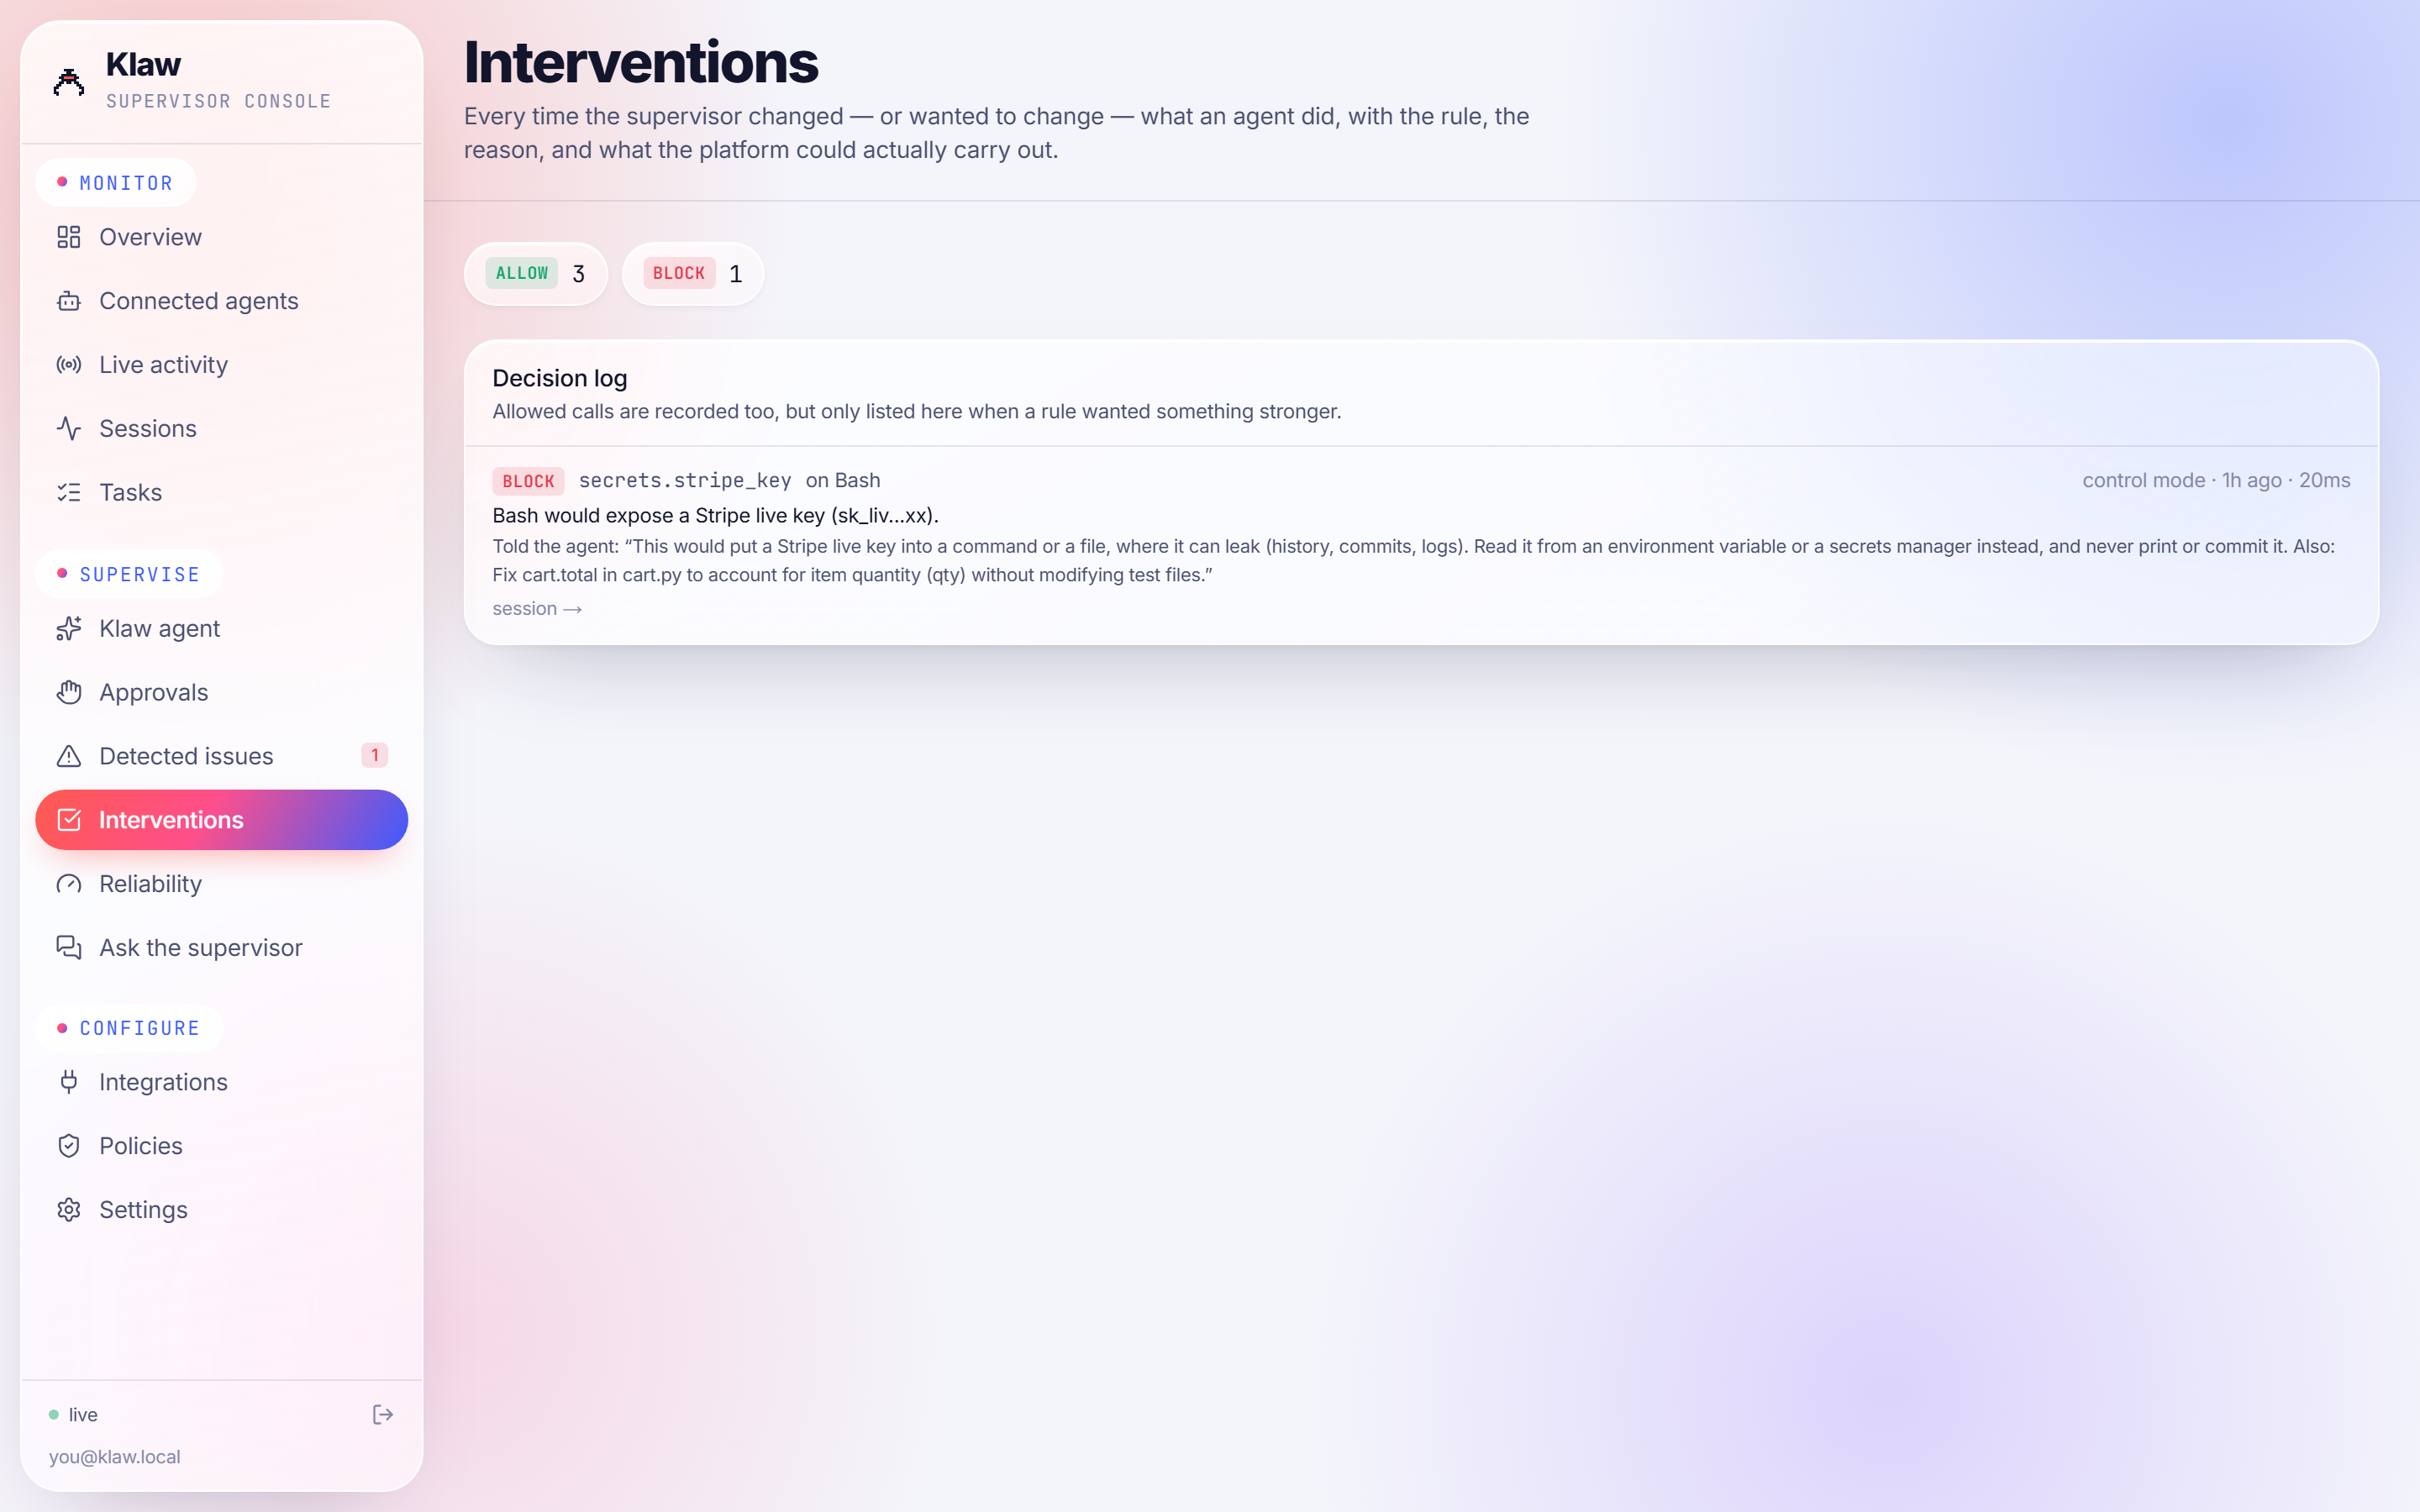 Klaw
SUPERVISOR CONSOLE
MONITOR
Overview
Connected agents
Live activity
Sessions
Tasks
SUPERVISE
Klaw agent
Approvals
Detected issues 1
Interventions
Reliability
Ask the supervisor
CONFIGURE
Integrations
Policies
Settings
live
you@klaw.local
Interventions
Every time the supervisor changed — or wanted to change — what an agent did, with the rule, the
reason, and what the platform could actually carry out.
ALLOW 3 BLOCK 1
Decision log
Allowed calls are recorded too, but only listed here when a rule wanted something stronger.
BLOCK secrets.stripe_key on Bash control mode · 1h ago · 20ms
Bash would expose a Stripe live key (sk_liv…xx).
Told the agent: “This would put a Stripe live key into a command or a file, where it can leak (history, commits, logs). Read it from an environment variable or a secrets manager instead, and never print or commit it. Also:
Fix cart.total in cart.py to account for item quantity (qty) without modifying test files.”
session →